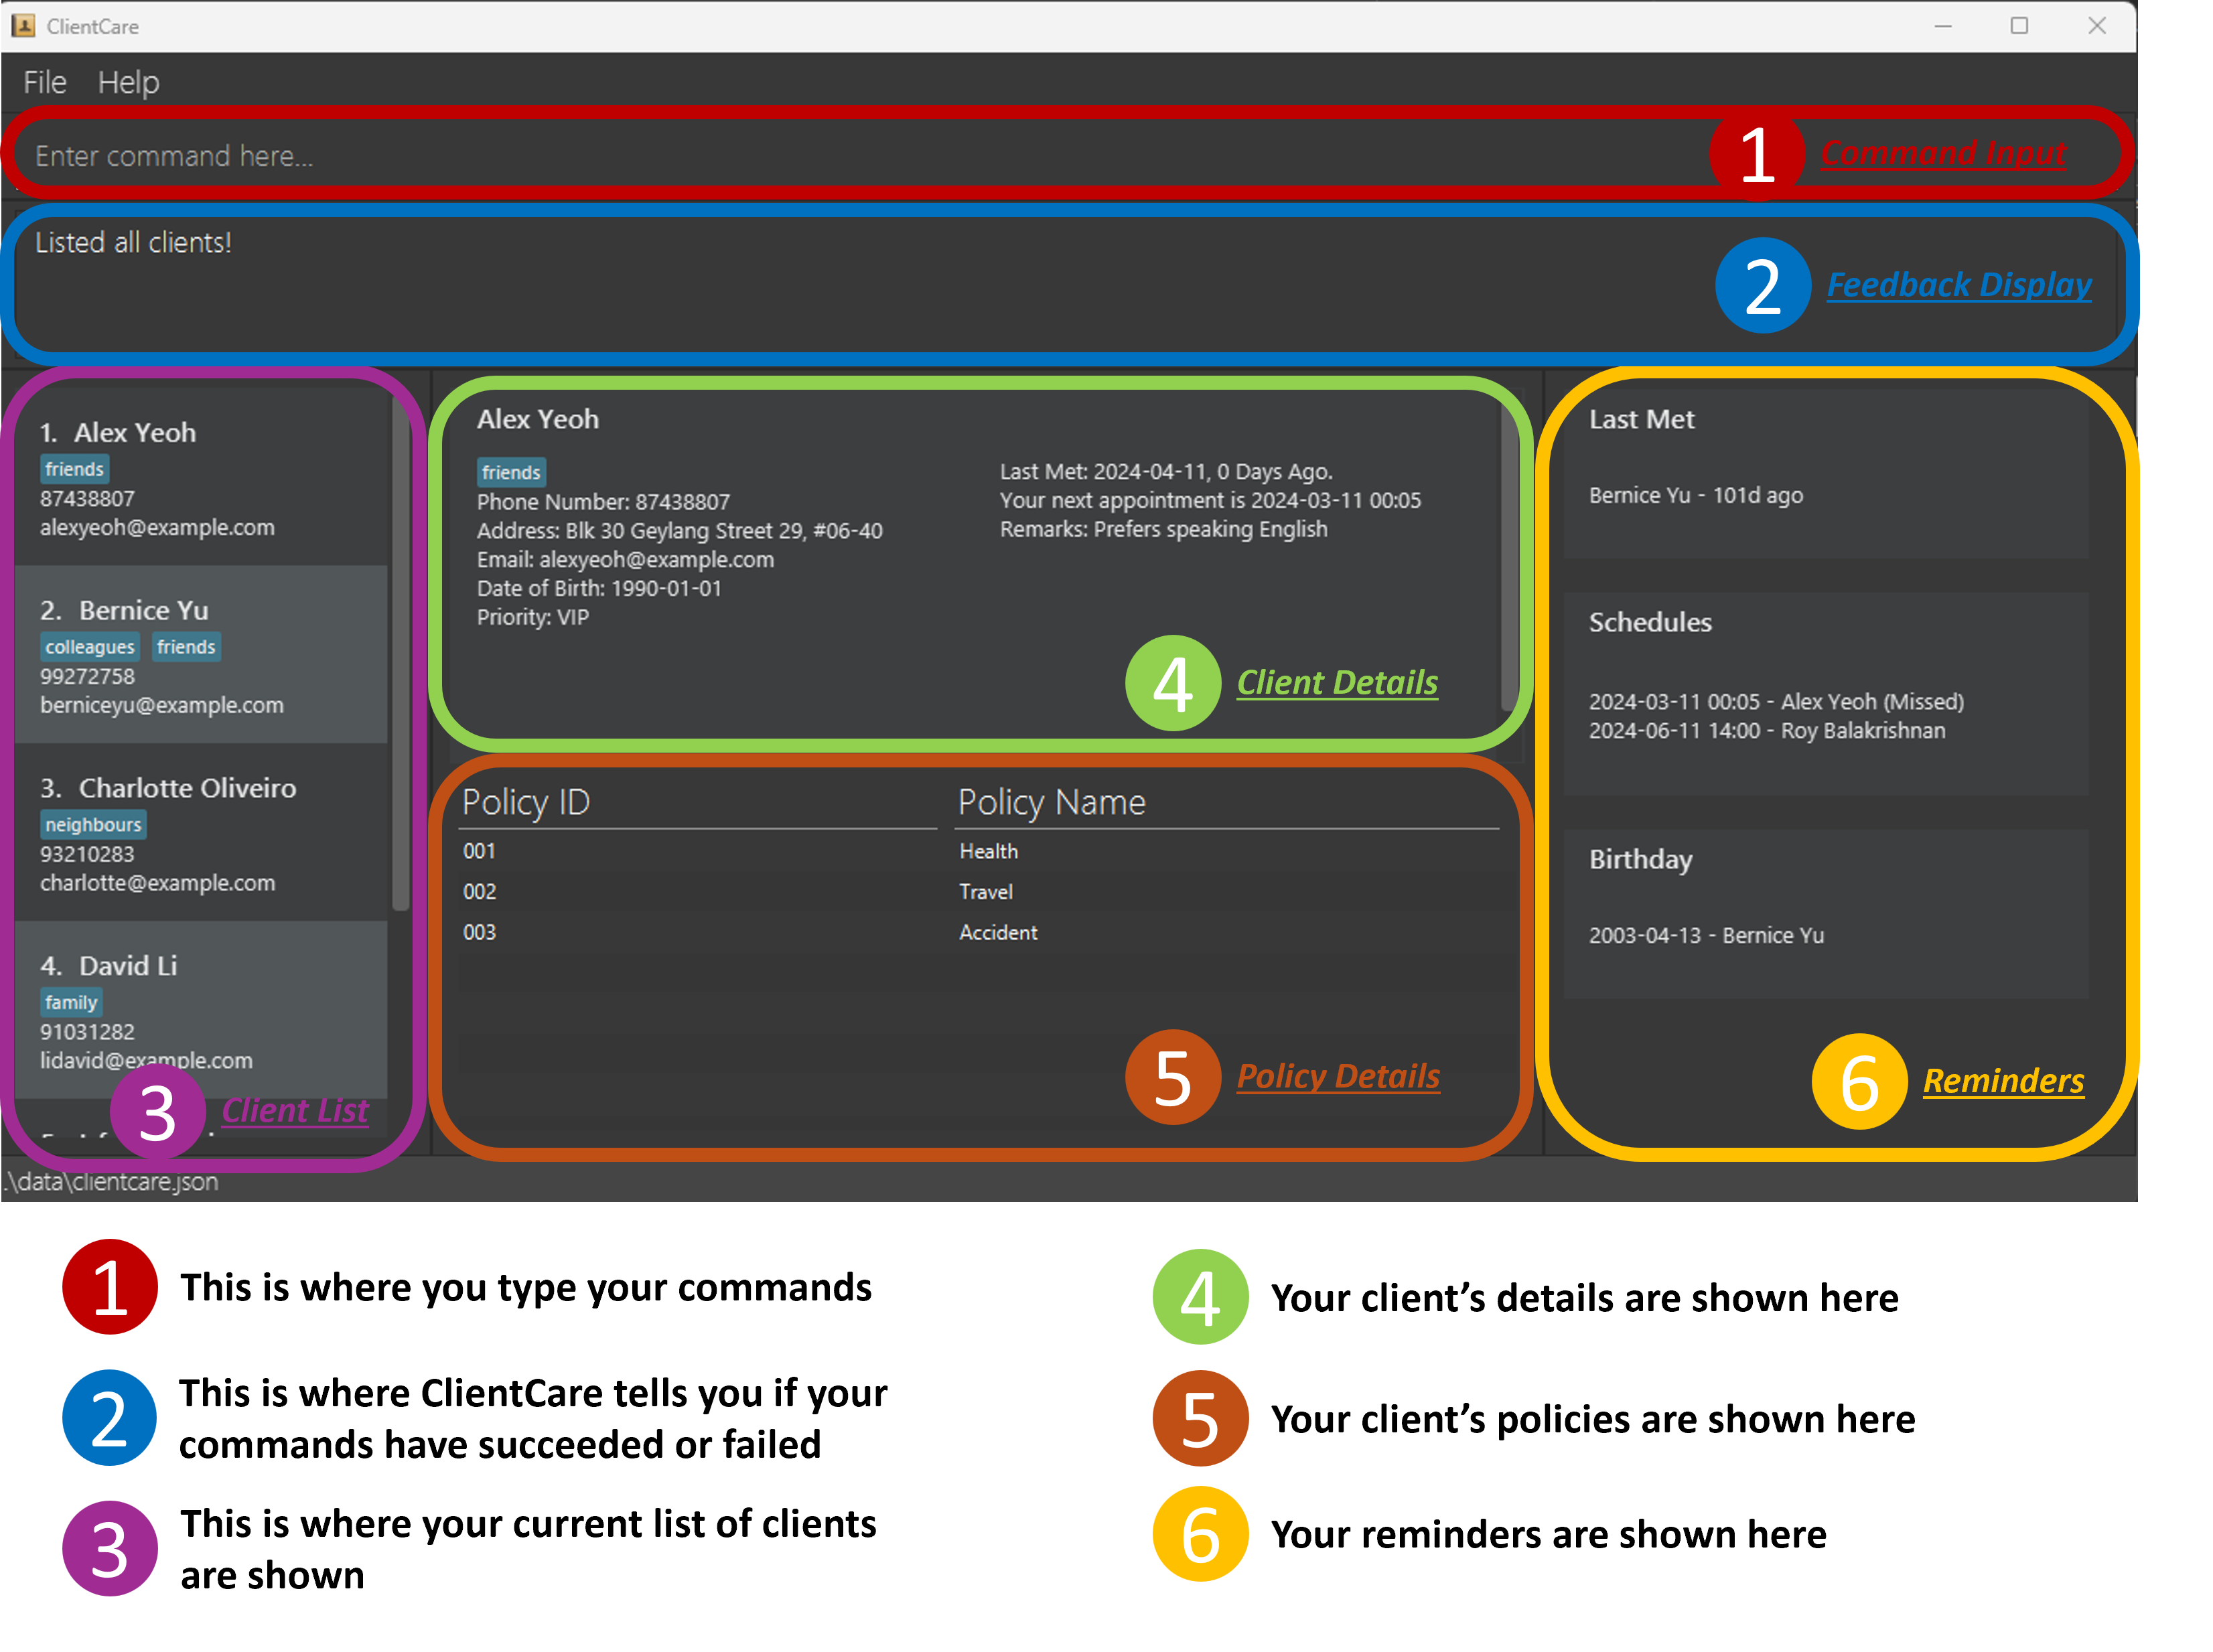 ClientCare
File Help
Enter command here...
1 Command Input
Listed all clients!
2 Feedback Display
1. Alex Yeoh
friends
87438807
alexyeoh@example.com
2. Bernice Yu
colleagues friends
99272758
berniceyu@example.com
3. Charlotte Oliveiro
neighbours
93210283
charlotte@example.com
4. David Li
family
91031282
lidavid@example.com
3 Client List
Alex Yeoh
friends
Phone Number: 87438807
Address: Blk 30 Geylang Street 29, #06-40
Email: alexyeoh@example.com
Date of Birth: 1990-01-01
Priority: VIP
Last Met: 2024-04-11, 0 Days Ago.
Your next appointment is 2024-03-11 00:05
Remarks: Prefers speaking English
4 Client Details
Policy ID Policy Name
001 Health
002 Travel
003 Accident
5 Policy Details
Last Met
Bernice Yu - 101d ago
Schedules
2024-03-11 00:05 - Alex Yeoh (Missed)
2024-06-11 14:00 - Roy Balakrishnan
Birthday
2003-04-13 - Bernice Yu
6 Reminders
.\data\clientcare.json
1 This is where you type your commands
2 This is where ClientCare tells you if your
commands have succeeded or failed
3 This is where your current list of clients
are shown
4 Your client's details are shown here
5 Your client's policies are shown here
6 Your reminders are shown here